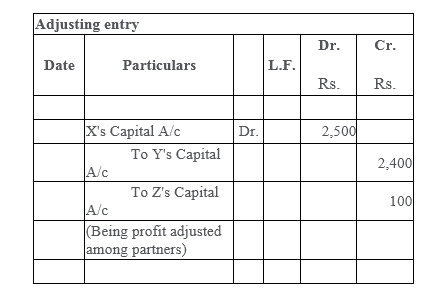 Adjusting entry
Date Particulars L.F. Dr. Cr.
Rs. Rs.
X's Capital A/c Dr. 2,500
To Y's Capital
A/c 2,400
To Z's Capital
A/c 100
(Being profit adjusted
among partners)